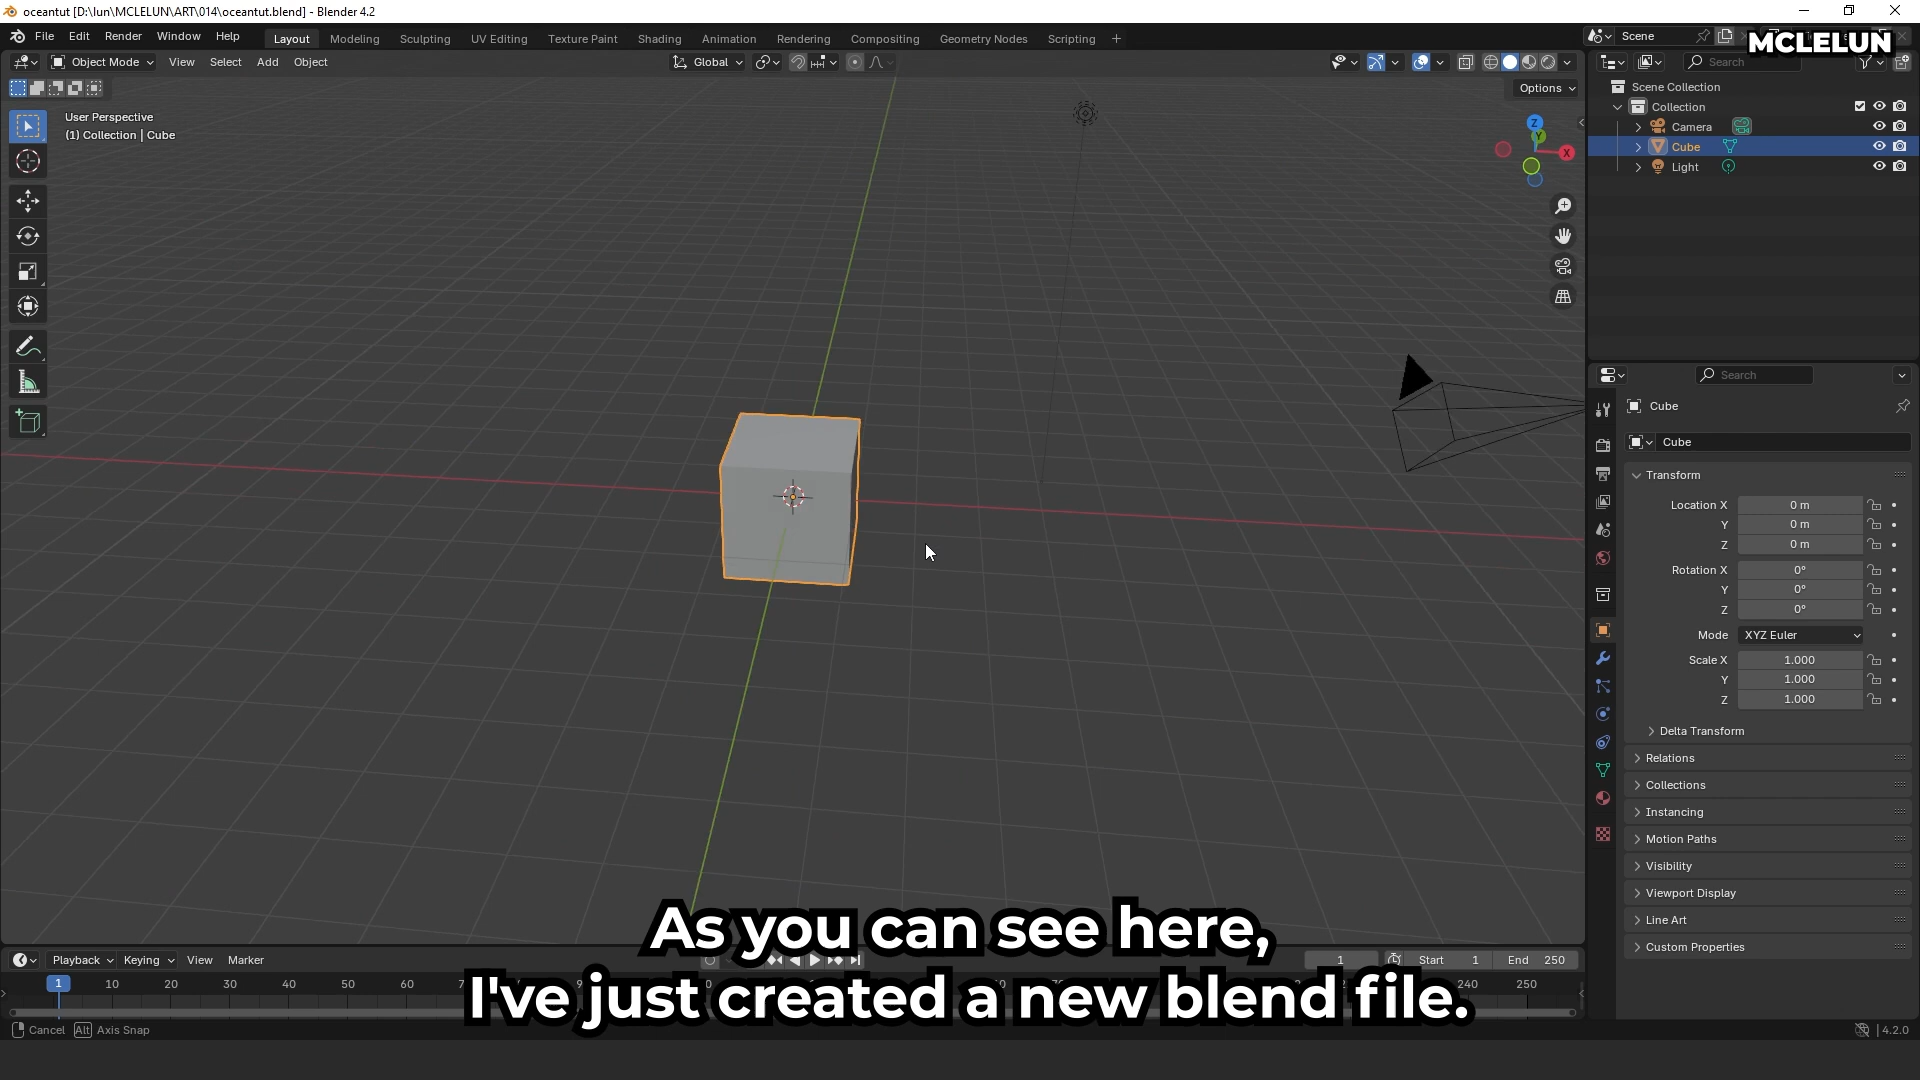 oceantut [D:\lun\MCLELUN\ART\014\oceantut.blend] - Blender 4.2
File Edit Render Window Help Layout Modeling Sculpting UV Editing Texture Paint Shading Animation Rendering Compositing Geometry Nodes Scripting + Scene
MCLELUN
Object Mode View Select Add Object Global Search
Options
User Perspective
(1) Collection | Cube
Z
Y
X
Scene Collection
Collection
Camera
Cube
Light
Search
Cube
Cube
Transform
Location X 0 m
Y 0 m
Z 0 m
Rotation X 0°
Y 0°
Z 0°
Mode XYZ Euler
Scale X 1.000
Y 1.000
Z 1.000
Delta Transform
Relations
Collections
Instancing
Motion Paths
Visibility
Viewport Display
Line Art
Custom Properties
As you can see here,
I've just created a new blend file.
Playback Keying View Marker 1 Start 1 End 250
1 10 20 30 40 50 60 240 250
Cancel Alt Axis Snap 4.2.0